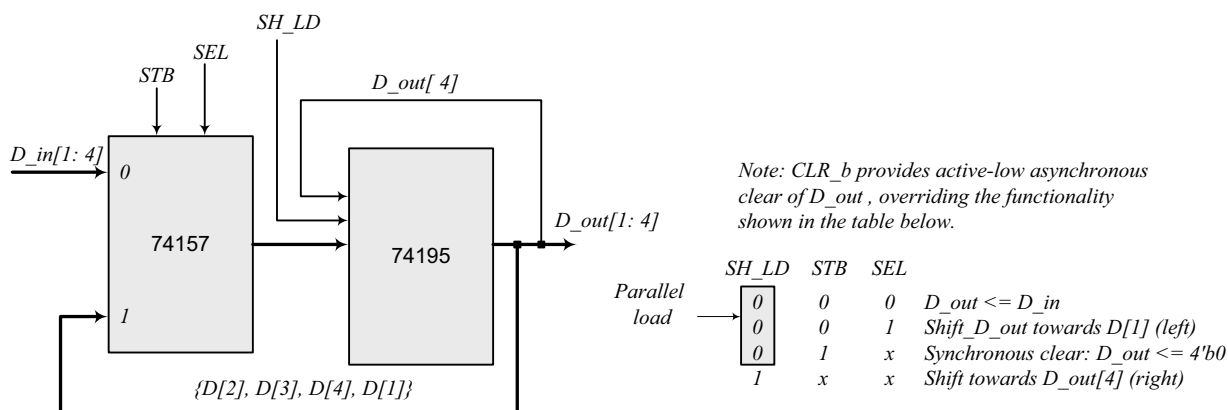 SH_LD
SEL
STB
D_out[ 4]
D_in[1: 4]
0
74157
1
74195
D_out[1: 4]
{D[2], D[3], D[4], D[1]}
Note: CLR_b provides active-low asynchronous
clear of D_out , overriding the functionality
shown in the table below.
SH_LD STB SEL
Parallel
load
0 0 0 D_out <= D_in
0 0 1 Shift_D_out towards D[1] (left)
0 1 x Synchronous clear: D_out <= 4'b0
1 x x Shift towards D_out[4] (right)